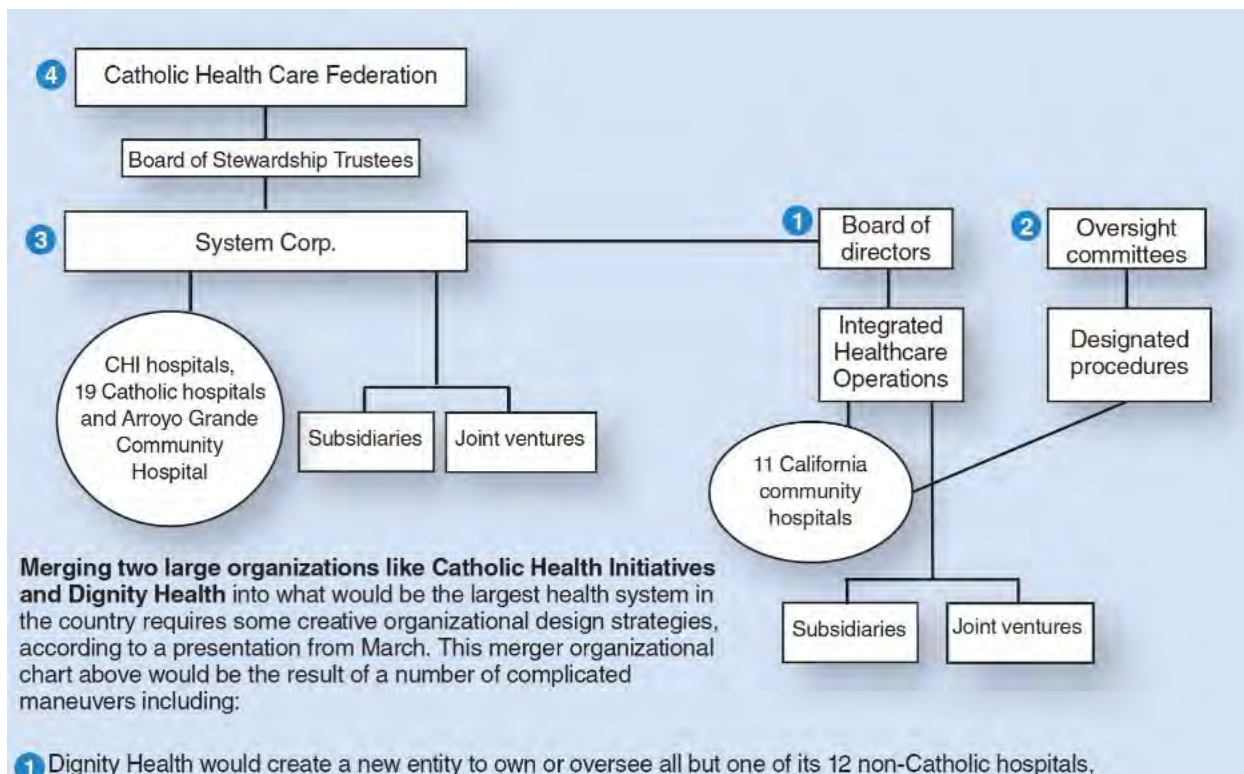 4
Catholic Health Care Federation
Board of Stewardship Trustees
3
System Corp.
1
Board of
directors
2
Oversight
committees
Integrated
Healthcare
Operations
Designated
procedures
CHI hospitals,
19 Catholic hospitals
and Arroyo Grande
Community
Hospital
Subsidiaries
Joint ventures
11 California
community
hospitals
Subsidiaries
Joint ventures
Merging two large organizations like Catholic Health Initiatives
and Dignity Health into what would be the largest health system in
the country requires some creative organizational design strategies,
according to a presentation from March. This merger organizational
chart above would be the result of a number of complicated
maneuvers including:
1 Dignity Health would create a new entity to own or oversee all but one of its 12 non-Catholic hospitals,